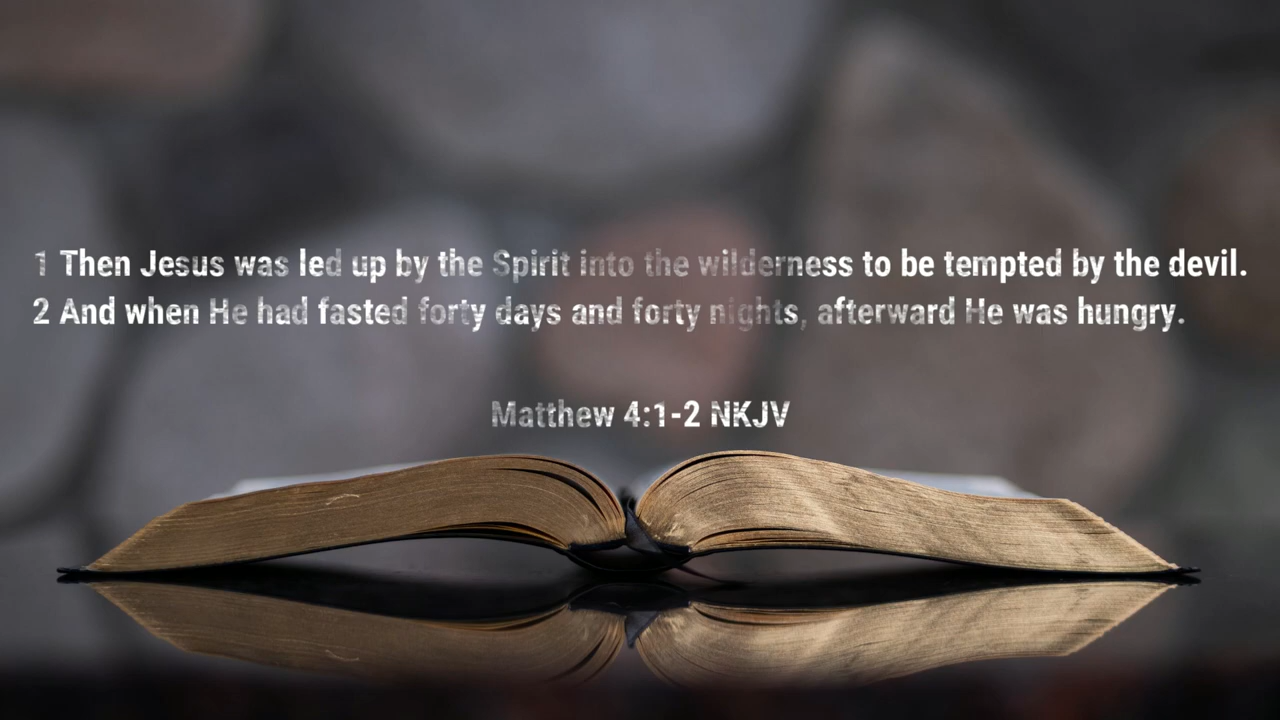 1 Then Jesus was led up by the Spirit into the wilderness to be tempted by the devil.
2 And when He had fasted forty days and forty nights, afterward He was hungry.
Matthew 4:1-2 NKJV